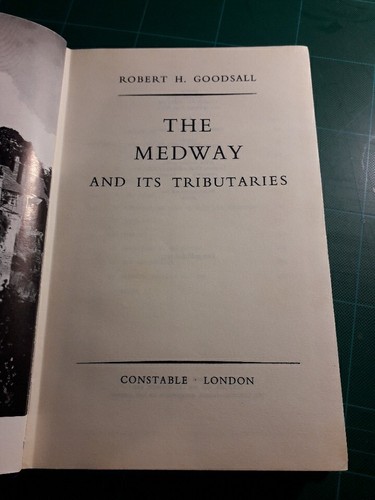 ROBERT H. GOODSALL
THE
MEDWAY
AND ITS TRIBUTARIES
CONSTABLE · LONDON